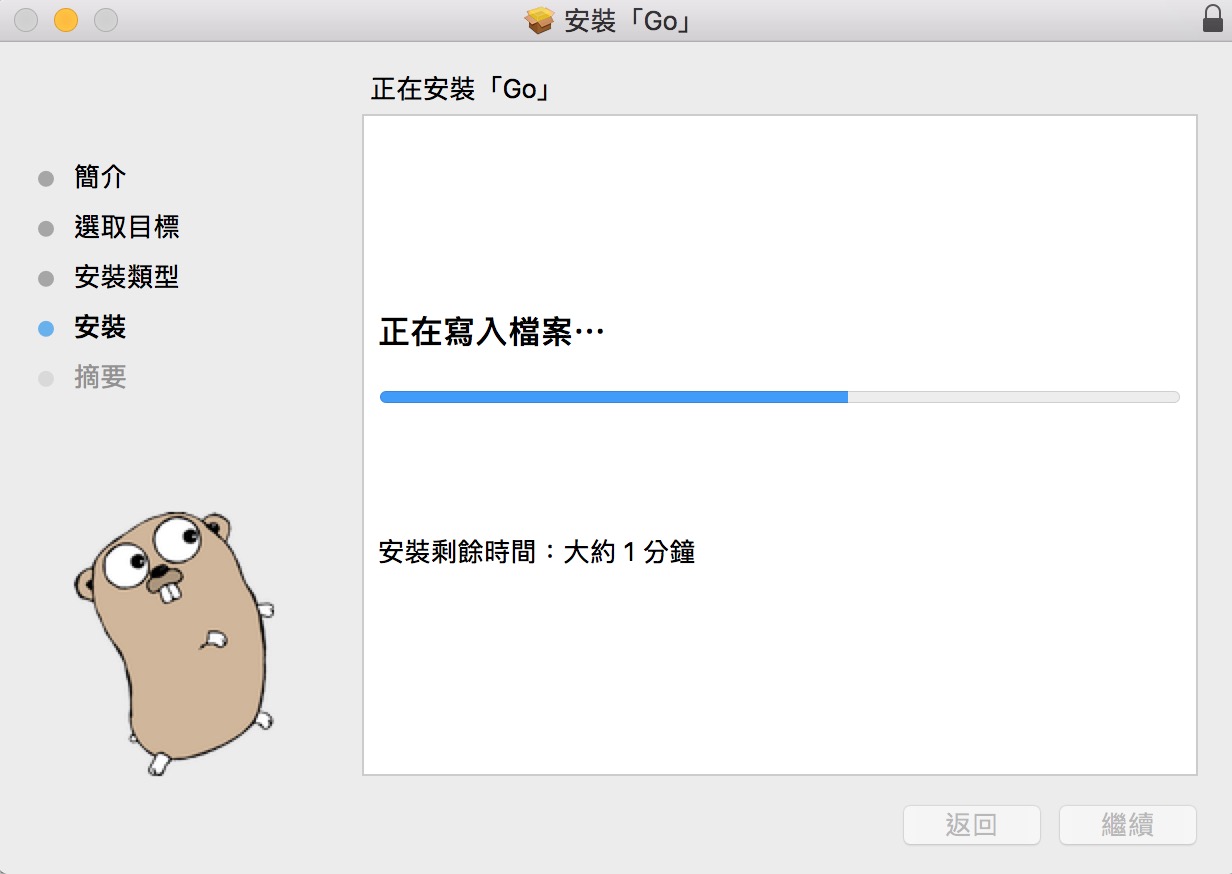 安裝「Go」
正在安裝「Go」
簡介
選取目標
安裝類型
安裝
摘要
正在寫入檔案⋯
安裝剩餘時間：大約 1 分鐘
返回
繼續